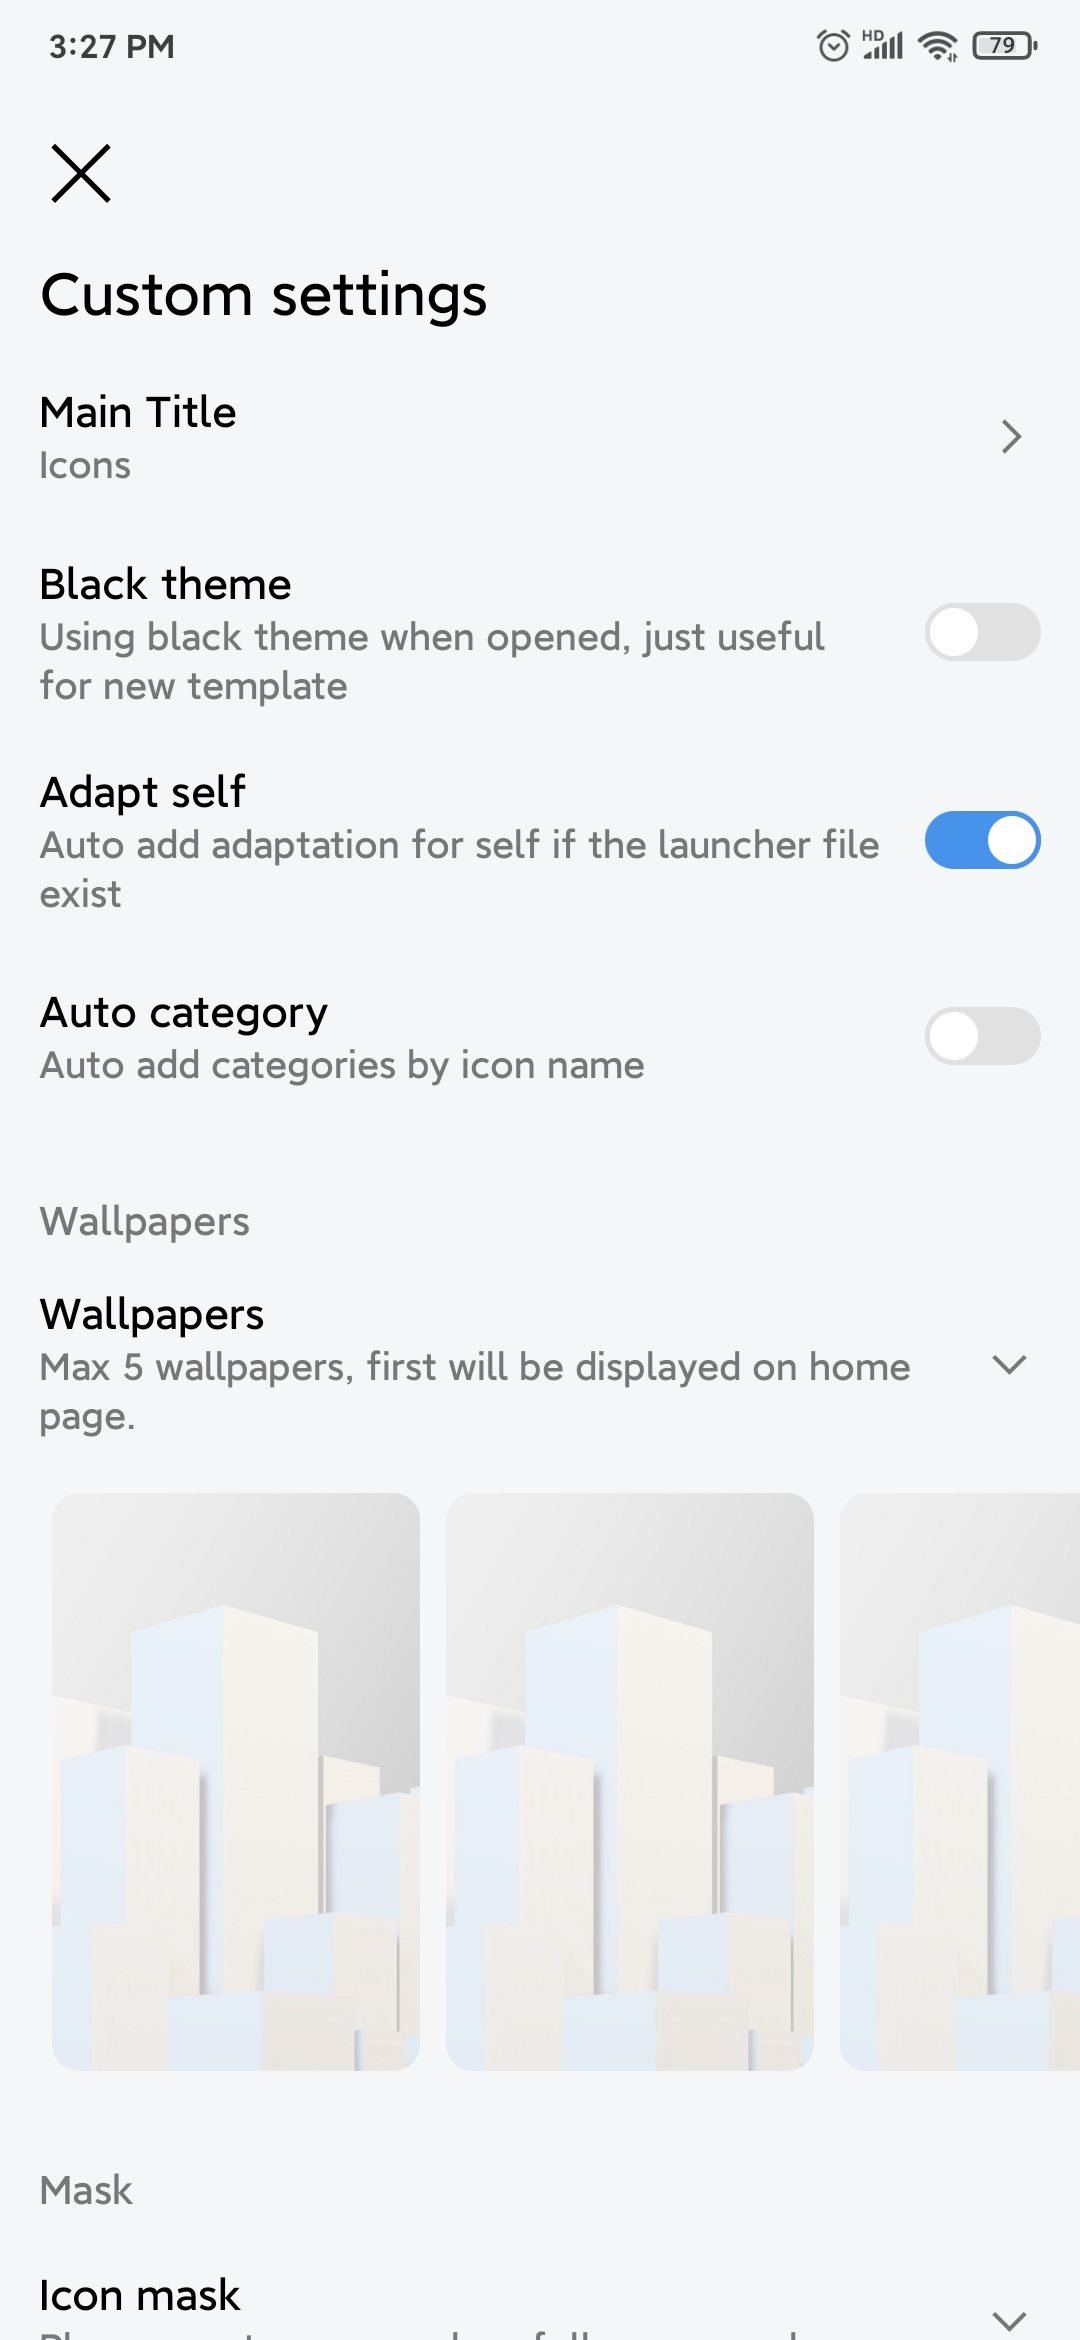 3:27 PM
HD
79
Custom settings
Main Title
Icons
Black theme
Using black theme when opened, just useful
for new template
Adapt self
Auto add adaptation for self if the launcher file
exist
Auto category
Auto add categories by icon name
Wallpapers
Wallpapers
Max 5 wallpapers, first will be displayed on home
page.
Mask
Icon mask